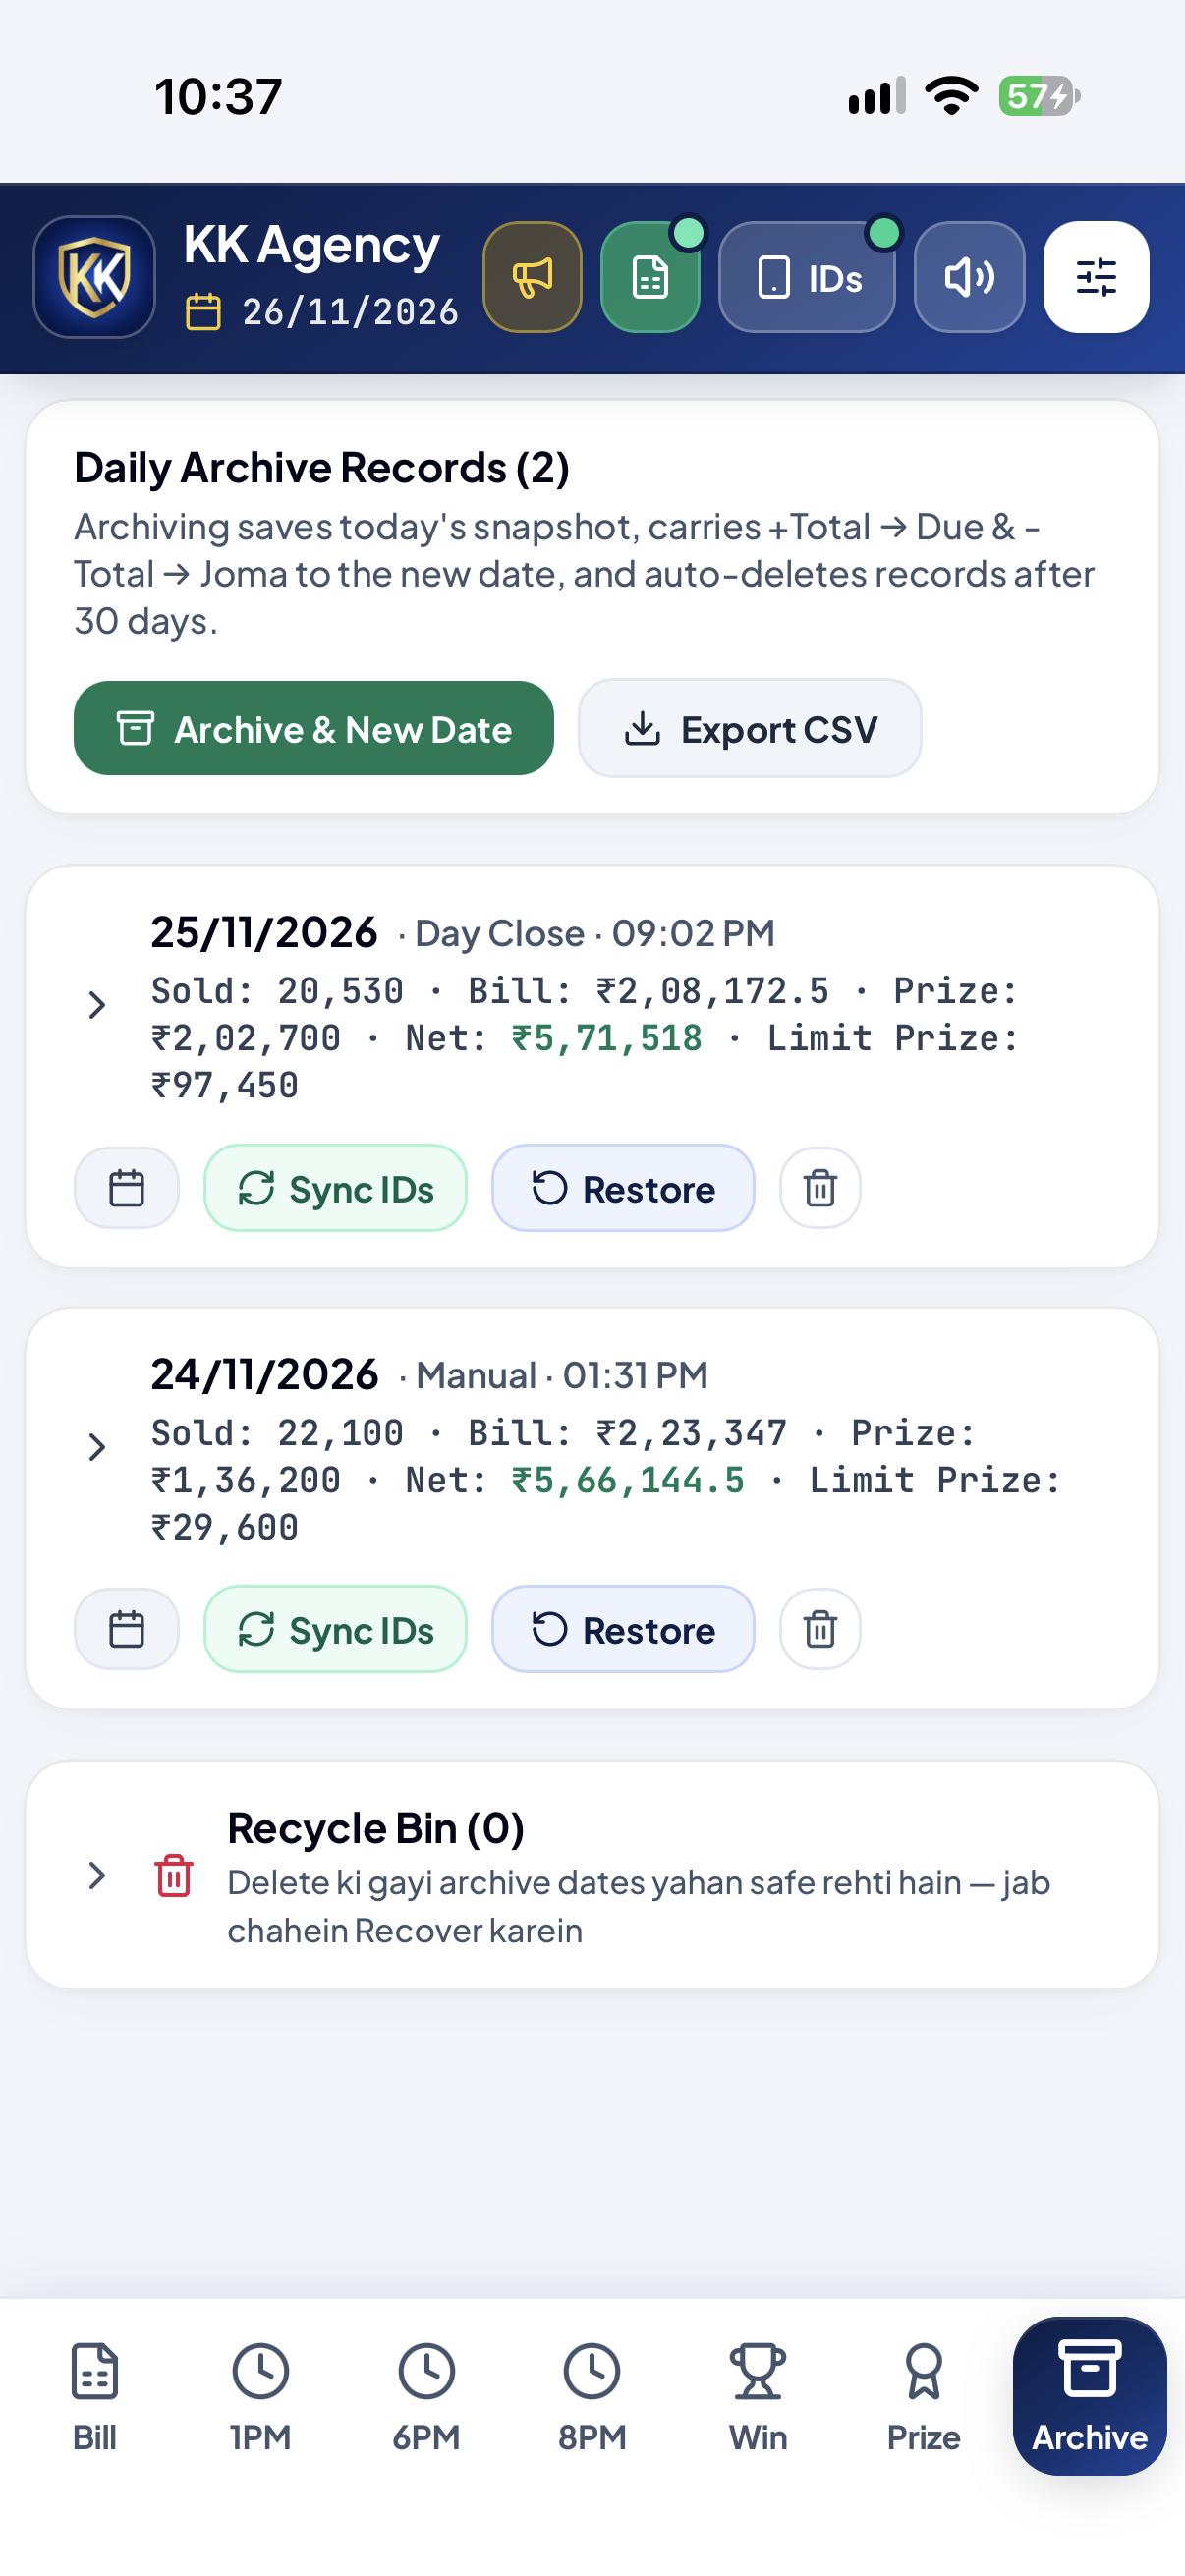 10:37
57
KK
KK Agency
26/11/2026
IDs
Daily Archive Records (2)
Archiving saves today's snapshot, carries +Total → Due & -
Total → Joma to the new date, and auto-deletes records after
30 days.
Archive & New Date
Export CSV
25/11/2026 · Day Close · 09:02 PM
Sold: 20,530 · Bill: ₹2,08,172.5 · Prize:
₹2,02,700 · Net: ₹5,71,518 · Limit Prize:
₹97,450
Sync IDs
Restore
24/11/2026 · Manual · 01:31 PM
Sold: 22,100 · Bill: ₹2,23,347 · Prize:
₹1,36,200 · Net: ₹5,66,144.5 · Limit Prize:
₹29,600
Sync IDs
Restore
Recycle Bin (0)
Delete ki gayi archive dates yahan safe rehti hain — jab
chahein Recover karein
Bill
1PM
6PM
8PM
Win
Prize
Archive